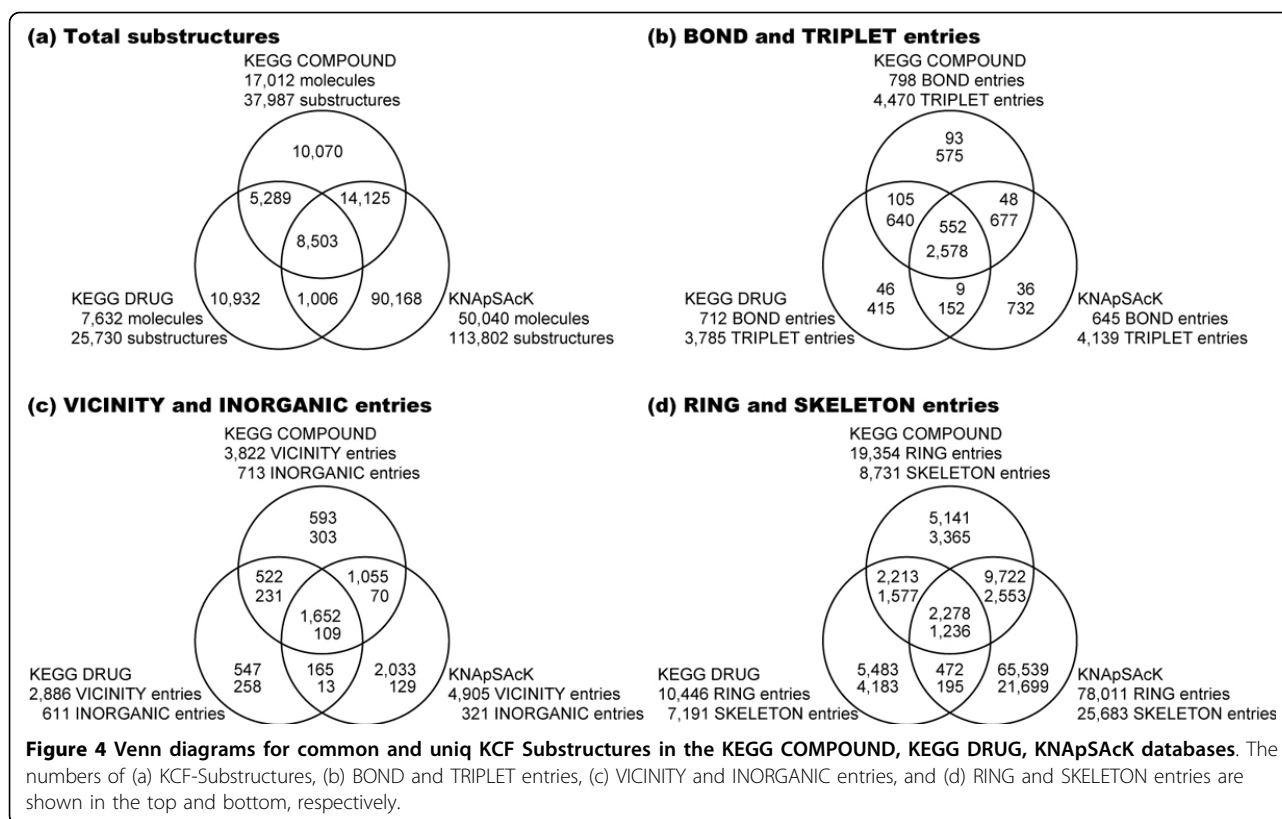 (a) Total substructures
KEGG COMPOUND
17,012 molecules
37,987 substructures
10,070
5,289
14,125
8,503
KEGG DRUG
7,632 molecules
25,730 substructures
10,932
1,006
90,168
KNApSAcK
50,040 molecules
113,802 substructures
(b) BOND and TRIPLET entries
KEGG COMPOUND
798 BOND entries
4,470 TRIPLET entries
93
575
105
640
48
677
552
2,578
46
415
9
152
36
732
KEGG DRUG
712 BOND entries
3,785 TRIPLET entries
KNApSAcK
645 BOND entries
4,139 TRIPLET entries
(c) VICINITY and INORGANIC entries
KEGG COMPOUND
3,822 VICINITY entries
713 INORGANIC entries
593
303
522
231
1,055
70
1,652
109
KEGG DRUG
2,886 VICINITY entries
611 INORGANIC entries
547
258
165
13
2,033
129
KNApSAcK
4,905 VICINITY entries
321 INORGANIC entries
(d) RING and SKELETON entries
KEGG COMPOUND
19,354 RING entries
8,731 SKELETON entries
5,141
3,365
2,213
1,577
9,722
2,553
2,278
1,236
KEGG DRUG
10,446 RING entries
7,191 SKELETON entries
5,483
4,183
472
195
65,539
21,699
KNApSAcK
78,011 RING entries
25,683 SKELETON entries
Figure 4 Venn diagrams for common and uniq KCF Substructures in the KEGG COMPOUND, KEGG DRUG, KNApSAcK databases. The
numbers of (a) KCF-Substructures, (b) BOND and TRIPLET entries, (c) VICINITY and INORGANIC entries, and (d) RING and SKELETON entries are
shown in the top and bottom, respectively.